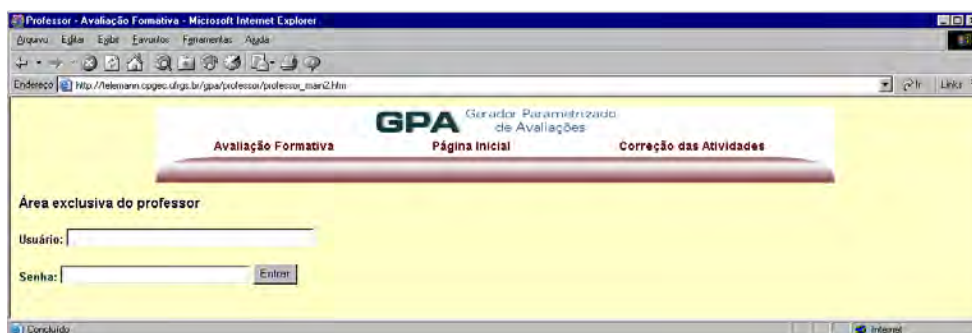 Professor - Avaliação Formativa - Microsoft Internet Explorer
Arquivo Editar Exibir Favoritos Ferramentas Ajuda
Endereço http://telemann.cpgec.ufrgs.br/gpa/professor/professor_main2.htm Ir Links
GPA Gerador Parametrizado
de Avaliações
Avaliação Formativa Página Inicial Correção das Atividades
Área exclusiva do professor
Usuário:
Senha: Entrar
Concluído Internet